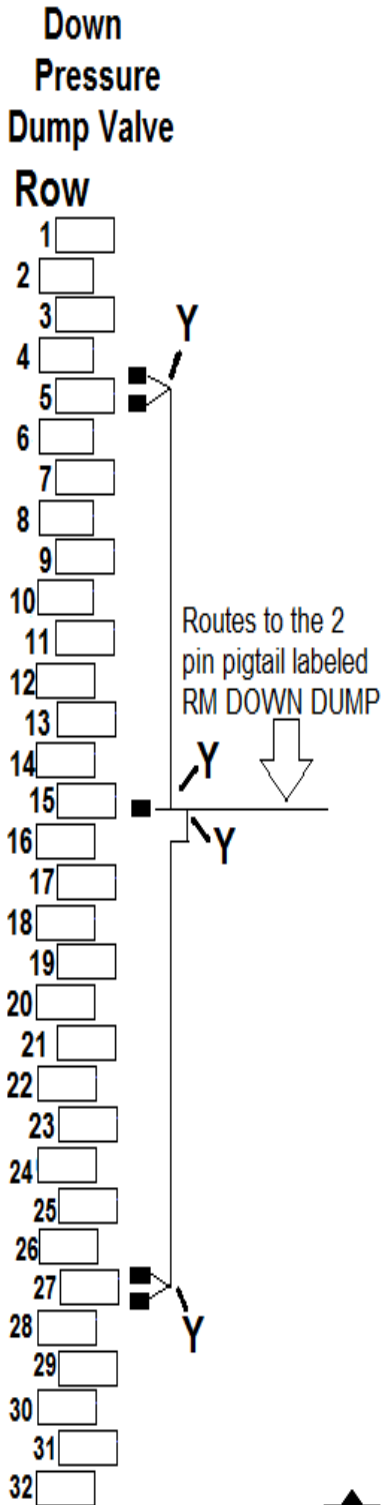 Down
Pressure
Dump Valve
Row
1
2
3
Y
4
5
6
7
8
9
10
Routes to the 2
11
pin pigtail labeled
12
RM DOWN DUMP
13
14
Y
15
16
Y
17
18
19
20
21
22
23
24
25
26
27
28
Y
29
30
31
32